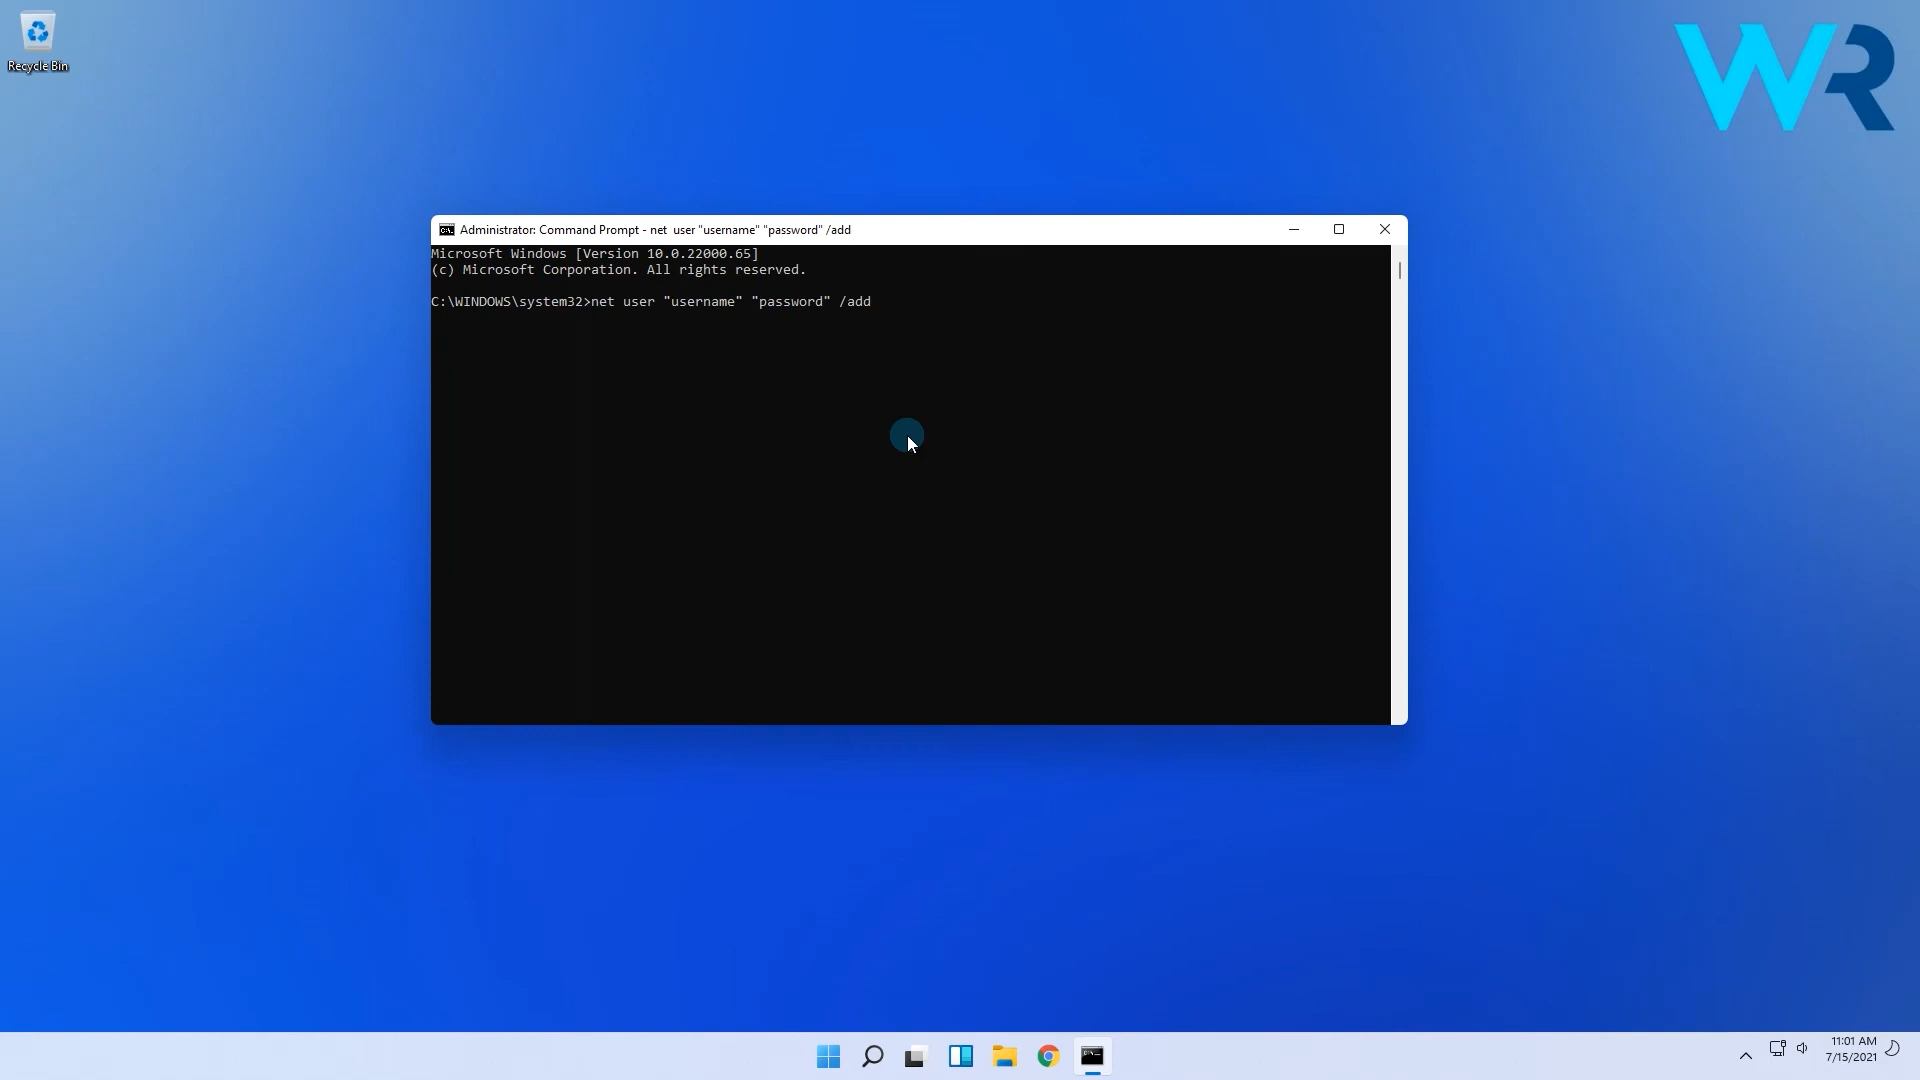 Recycle Bin
WR
Administrator: Command Prompt - net  user "username" "password" /add
Microsoft Windows [Version 10.0.22000.65]
(c) Microsoft Corporation. All rights reserved.
C:\WINDOWS\system32>net user "username" "password" /add
11:01 AM
7/15/2021